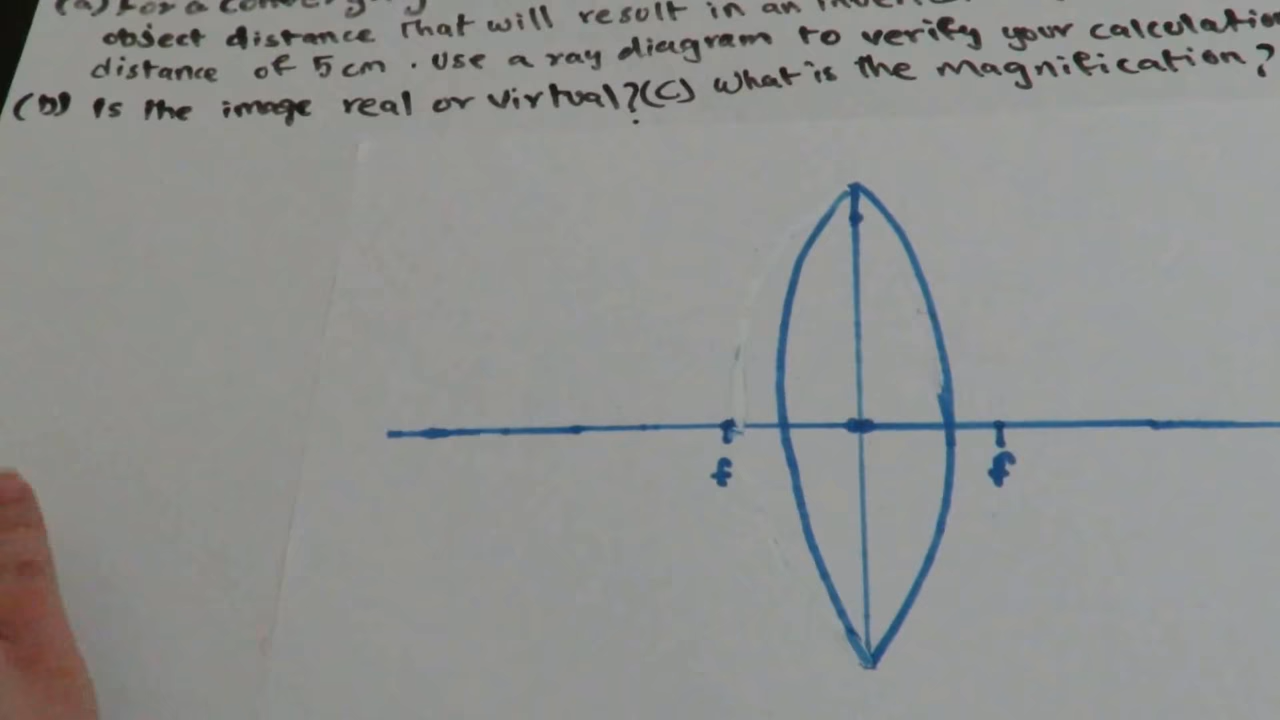 (a) For a
object distance that will result in an
distance of 5 cm. Use a ray diagram to verify your
(b) Is the image real or virtual? (C) What is the magnification?
f f